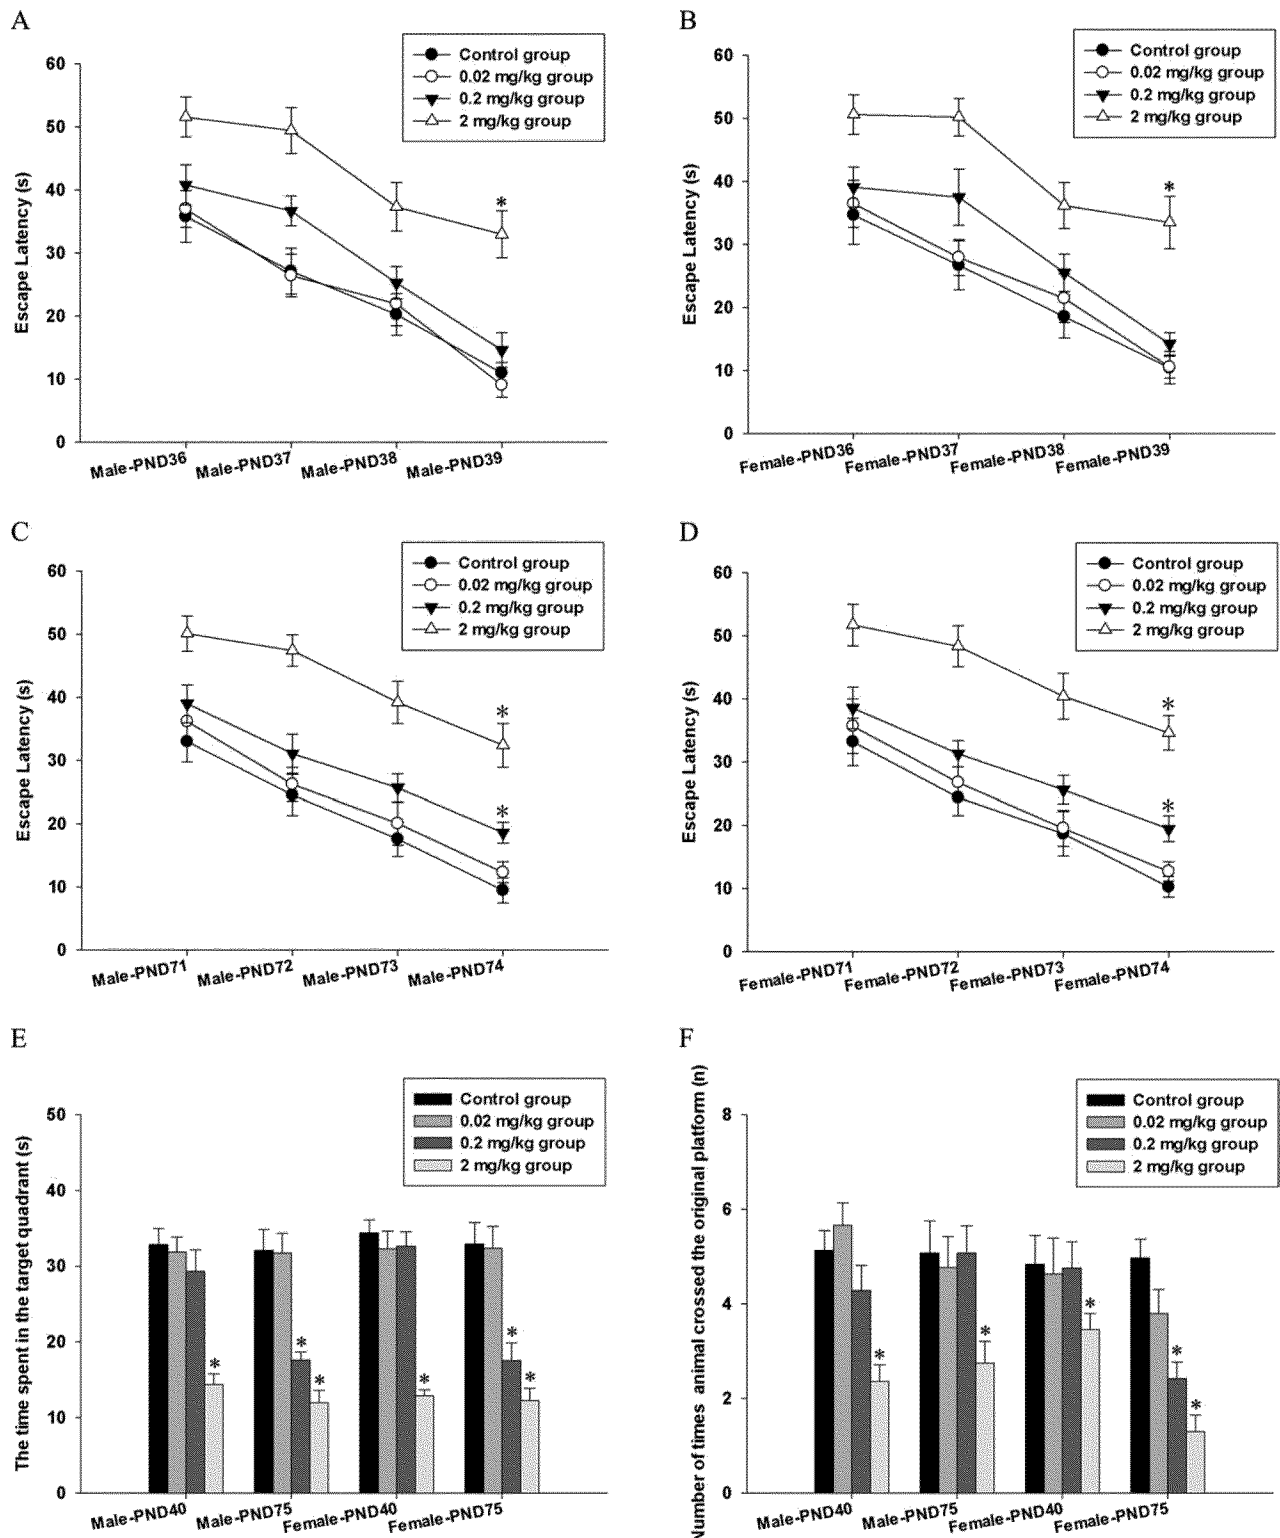 A
Control group
0.02 mg/kg group
0.2 mg/kg group
2 mg/kg group
60
50
40
30
20
10
0
Escape Latency (s)
*
Male-PND36
Male-PND37
Male-PND38
Male-PND39
B
Control group
0.02 mg/kg group
0.2 mg/kg group
2 mg/kg group
60
50
40
30
20
10
0
Escape Latency (s)
*
Female-PND36
Female-PND37
Female-PND38
Female-PND39
C
Control group
0.02 mg/kg group
0.2 mg/kg group
2 mg/kg group
60
50
40
30
20
10
0
Escape Latency (s)
*
*
Male-PND71
Male-PND72
Male-PND73
Male-PND74
D
Control group
0.02 mg/kg group
0.2 mg/kg group
2 mg/kg group
60
50
40
30
20
10
0
Escape Latency (s)
*
*
Female-PND71
Female-PND72
Female-PND73
Female-PND74
E
Control group
0.02 mg/kg group
0.2 mg/kg group
2 mg/kg group
50
40
30
20
10
0
The time spent in the target quadrant (s)
*
*
*
*
*
*
Male-PND40
Male-PND75
Female-PND40
Female-PND75
F
Control group
0.02 mg/kg group
0.2 mg/kg group
2 mg/kg group
8
6
4
2
0
Number of times animal crossed the original platform (n)
*
*
*
*
*
Male-PND40
Male-PND75
Female-PND40
Female-PND75